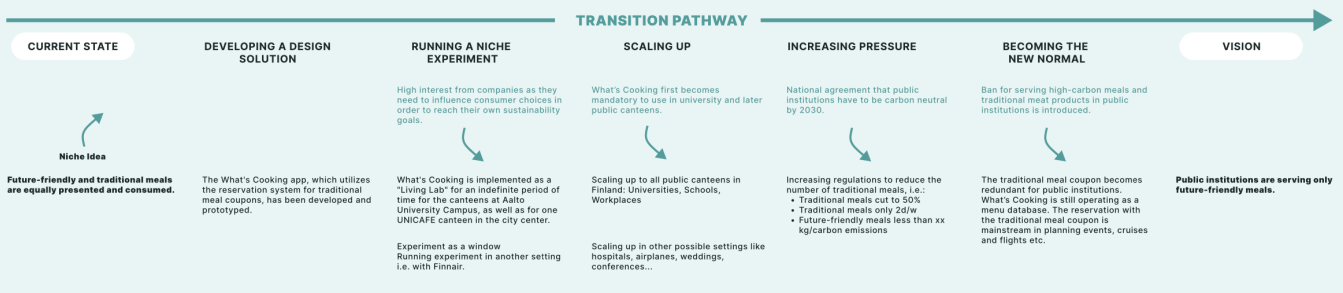 TRANSITION PATHWAY
CURRENT STATE
Niche Idea
Future-friendly and traditional meals
are equally presented and consumed.
DEVELOPING A DESIGN
SOLUTION
The What's Cooking app, which utilizes
the reservation system for traditional
meal coupons, has been developed and
prototyped.
RUNNING A NICHE
EXPERIMENT
High interest from companies as they
need to influence consumer choices in
order to reach their own sustainability
goals.
What's Cooking is implemented as a
"Living Lab" for an indefinite period of
time for the canteens at Aalto
University Campus, as well as for one
UNICAFE canteen in the city center.
Experiment as a window
Running experiment in another setting
i.e. with Finnair.
SCALING UP
What's Cooking first becomes
mandatory to use in university and later
public canteens.
Scaling up to all public canteens in
Finland: Universities, Schools,
Workplaces
Scaling up in other possible settings like
hospitals, airplanes, weddings,
conferences...
INCREASING PRESSURE
National agreement that public
institutions have to be carbon neutral
by 2030.
Increasing regulations to reduce the
number of traditional meals, i.e.:
• Traditional meals cut to 50%
• Traditional meals only 2d/w
• Future-friendly meals less than xx
kg/carbon emissions
BECOMING THE
NEW NORMAL
Ban for serving high-carbon meals and
traditional meat products in public
institutions is introduced.
The traditional meal coupon becomes
redundant for public institutions.
What's Cooking is still operating as a
menu database. The reservation with
the traditional meal coupon is
mainstream in planning events, cruises
and flights etc.
VISION
Public institutions are serving only
future-friendly meals.